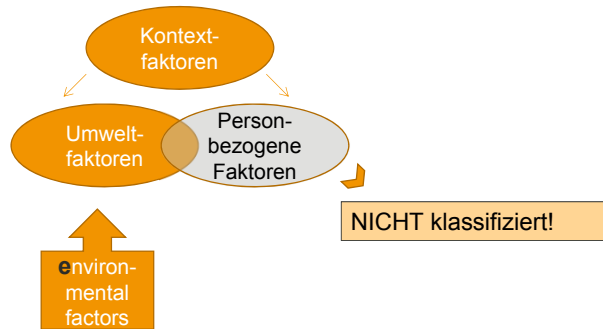 Kontext-
faktoren
Umwelt-
faktoren
Person-
bezogene
Faktoren
NICHT klassifiziert!
environ-
mental
factors